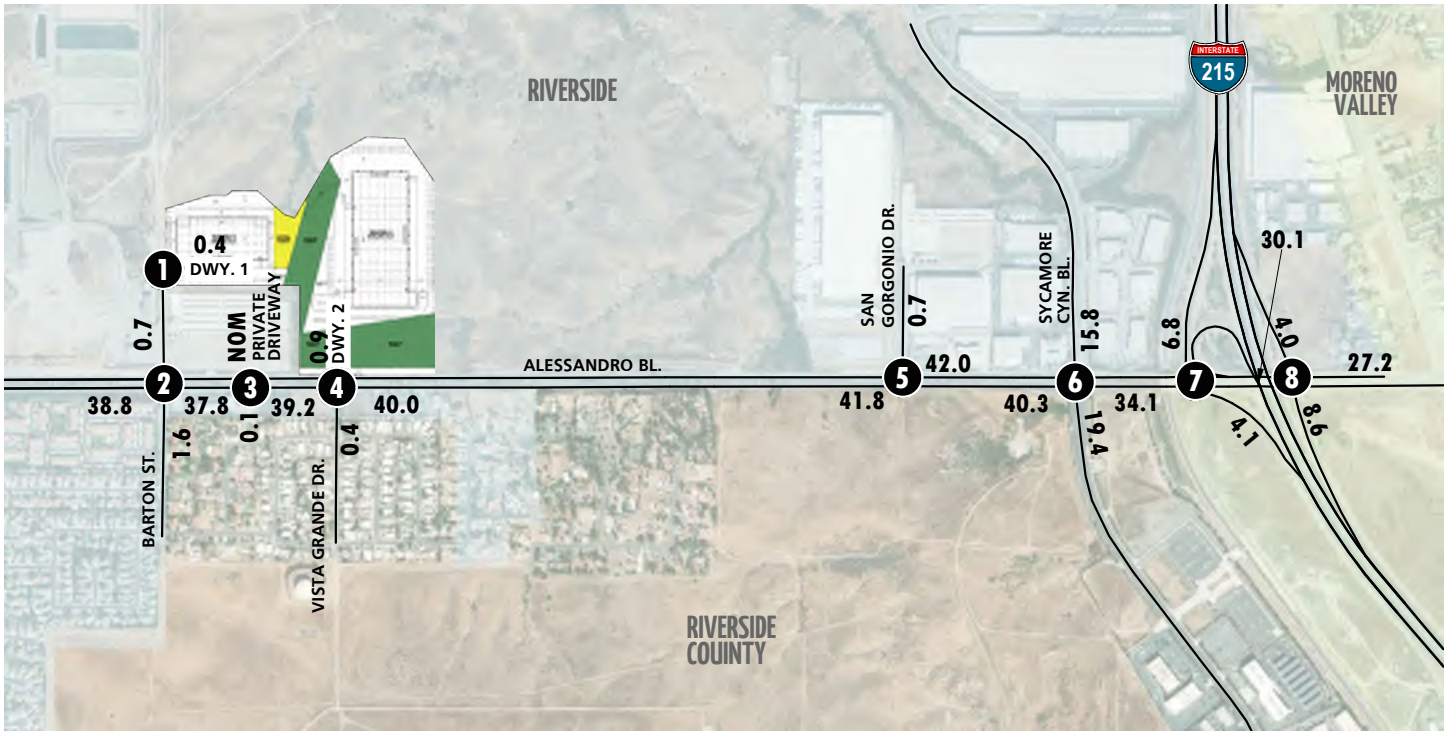 INTERSTATE
215
RIVERSIDE
MORENO
VALLEY
30.1
0.4
1
DWY. 1
PRIVATE
DRIVEWAY
NOM
0.7
0.9
DWY. 2
SAN
GORGONIO DR.
0.7
SYCAMORE
CYN. BL.
15.8
6.8
4.0
ALESSANDRO BL.
42.0
27.2
2
3
4
5
6
7
8
38.8
37.8
39.2
40.0
41.8
40.3
34.1
1.6
0.1
0.4
19.4
4.1
8.6
BARTON ST.
VISTA GRANDE DR.
RIVERSIDE
COUNTY